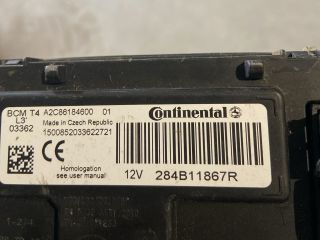 BCM T4 A2C86184600 01
L3'
Made in Czech Republic
Continental
03362
1500852033622721
CE
Homologation
see user manual
12V 284B11867R